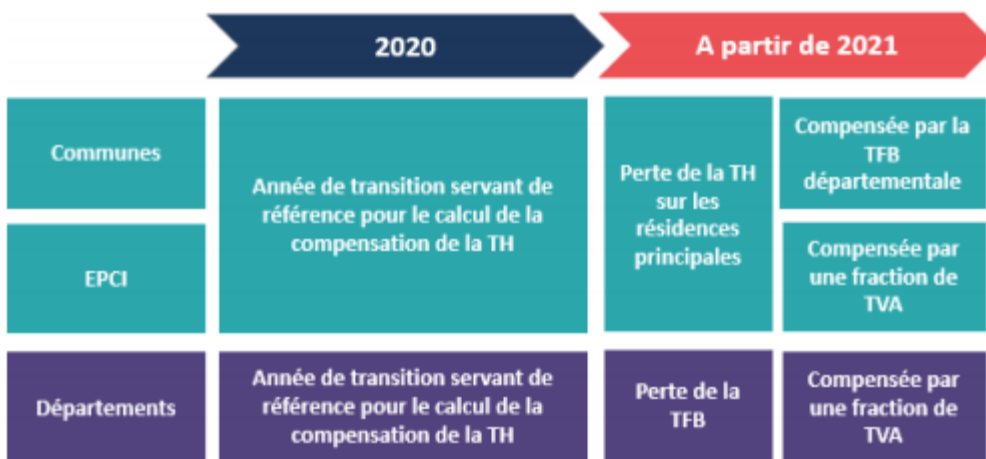 2020
A partir de 2021
Communes
Année de transition servant de
référence pour le calcul de la
compensation de la TH
Perte de la TH
sur les
résidences
principales
Compensée par la
TFB
départementale
EPCI
Compensée par
une fraction de
TVA
Départements
Année de transition servant de
référence pour le calcul de la
compensation de la TH
Perte de la
TFB
Compensée par
une fraction de
TVA